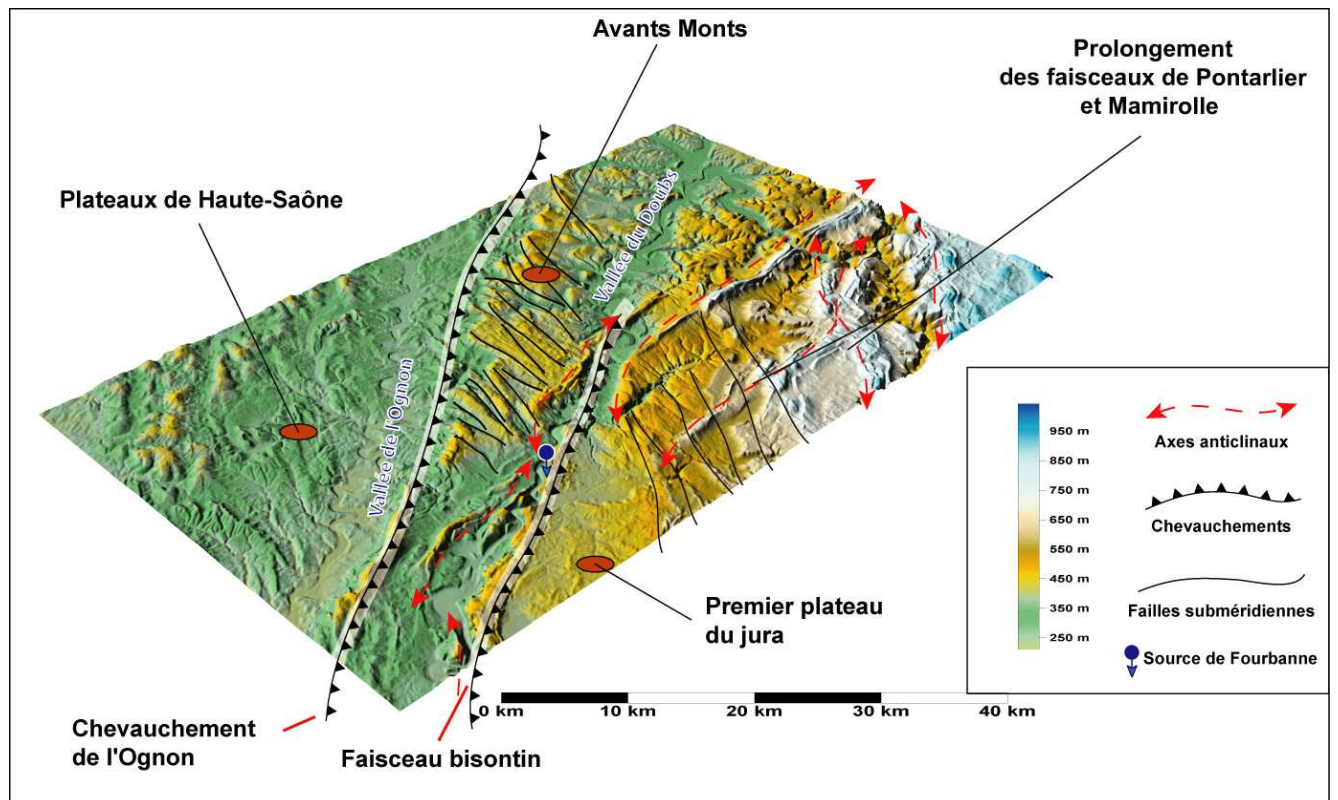 Avants Monts
Prolongement
des faisceaux de Pontarlier
et Mamirolle
Plateaux de Haute-Saône
Vallée du Doubs
Vallée de l'Ognon
Premier plateau
du jura
Chevauchement
de l'Ognon
Faisceau bisontin
0 km
10 km
20 km
30 km
40 km
950 m
850 m
750 m
650 m
550 m
450 m
350 m
250 m
Axes anticlinaux
Chevauchements
Failles subméridiennes
Source de Fourbanne